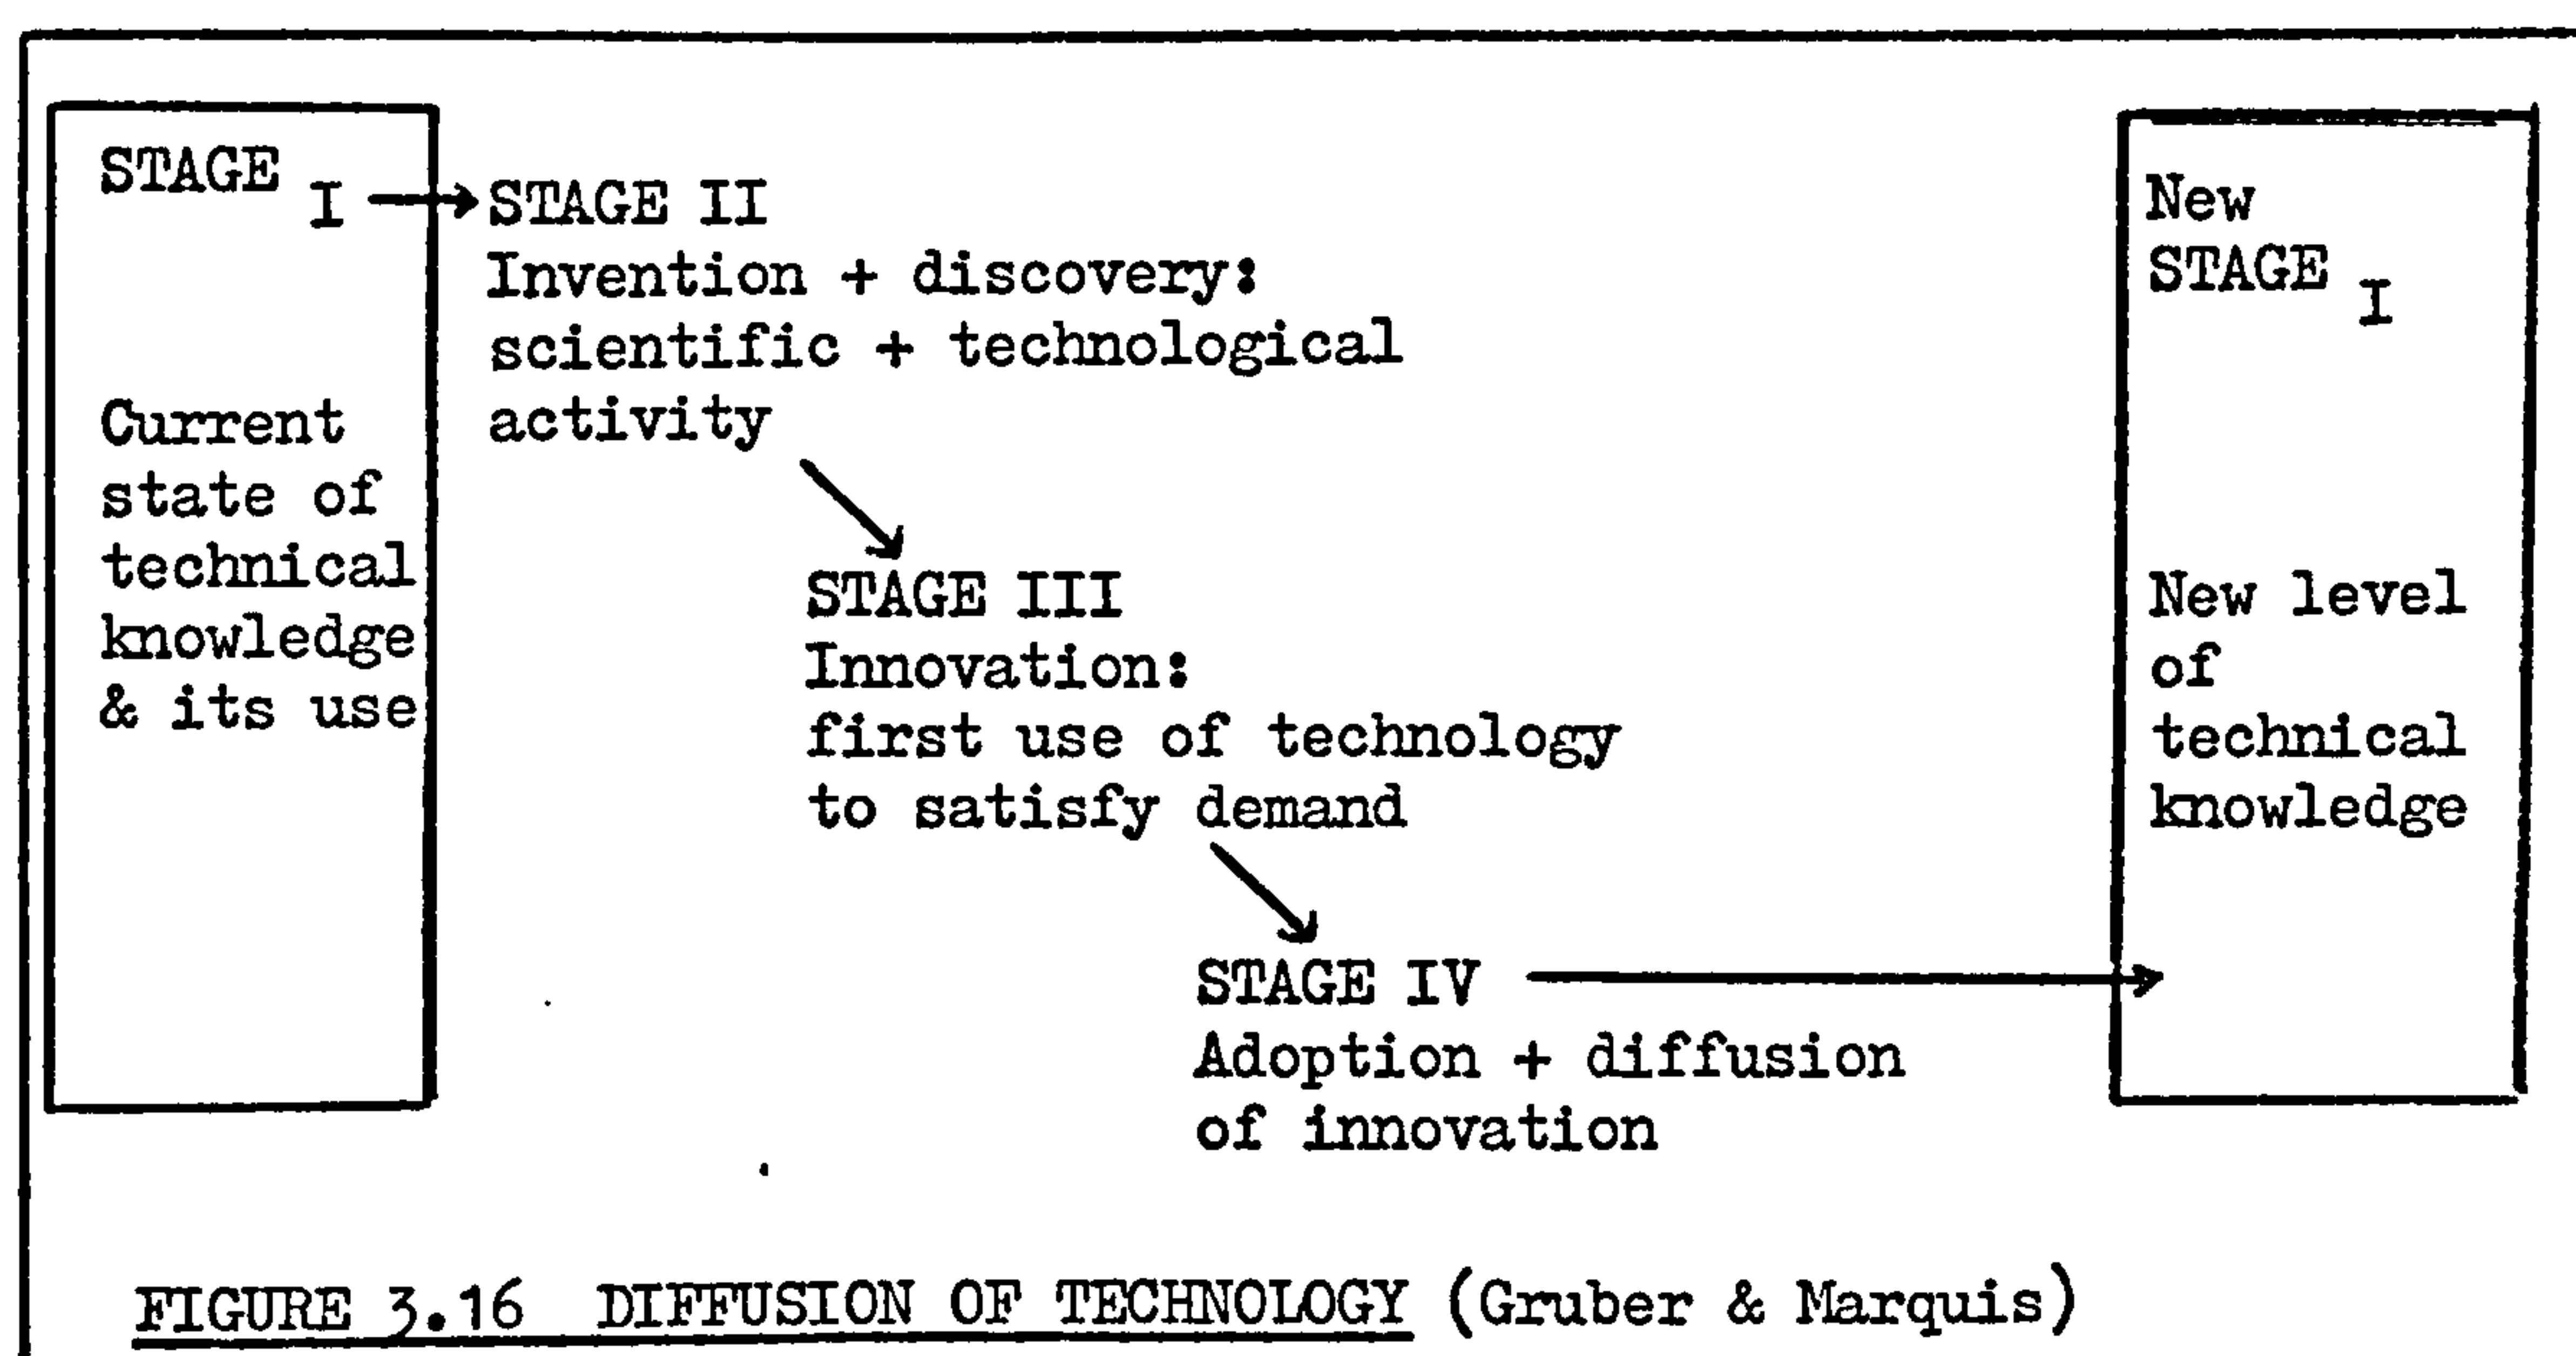 STAGE I
Current
state of
technical
knowledge
& its use
STAGE II
Invention + discovery:
scientific + technological
activity
STAGE III
Innovation:
first use of technology
to satisfy demand
STAGE IV
Adoption + diffusion
of innovation
New
STAGE I
New level
of
technical
knowledge
FIGURE 3.16 DIFFUSION OF TECHNOLOGY (Gruber & Marquis)